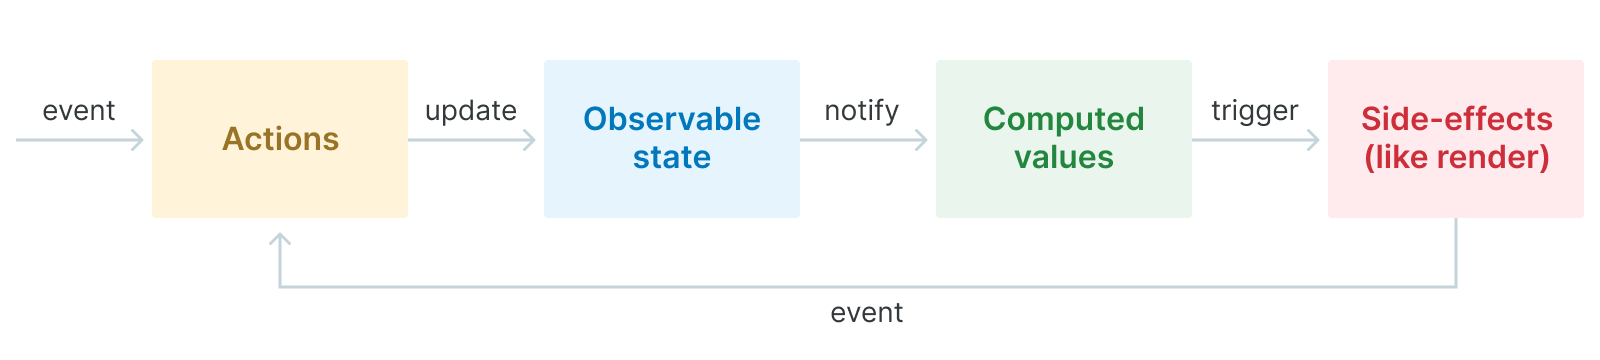 event
Actions
update
Observable
state
notify
Computed
values
trigger
Side-effects
(like render)
event